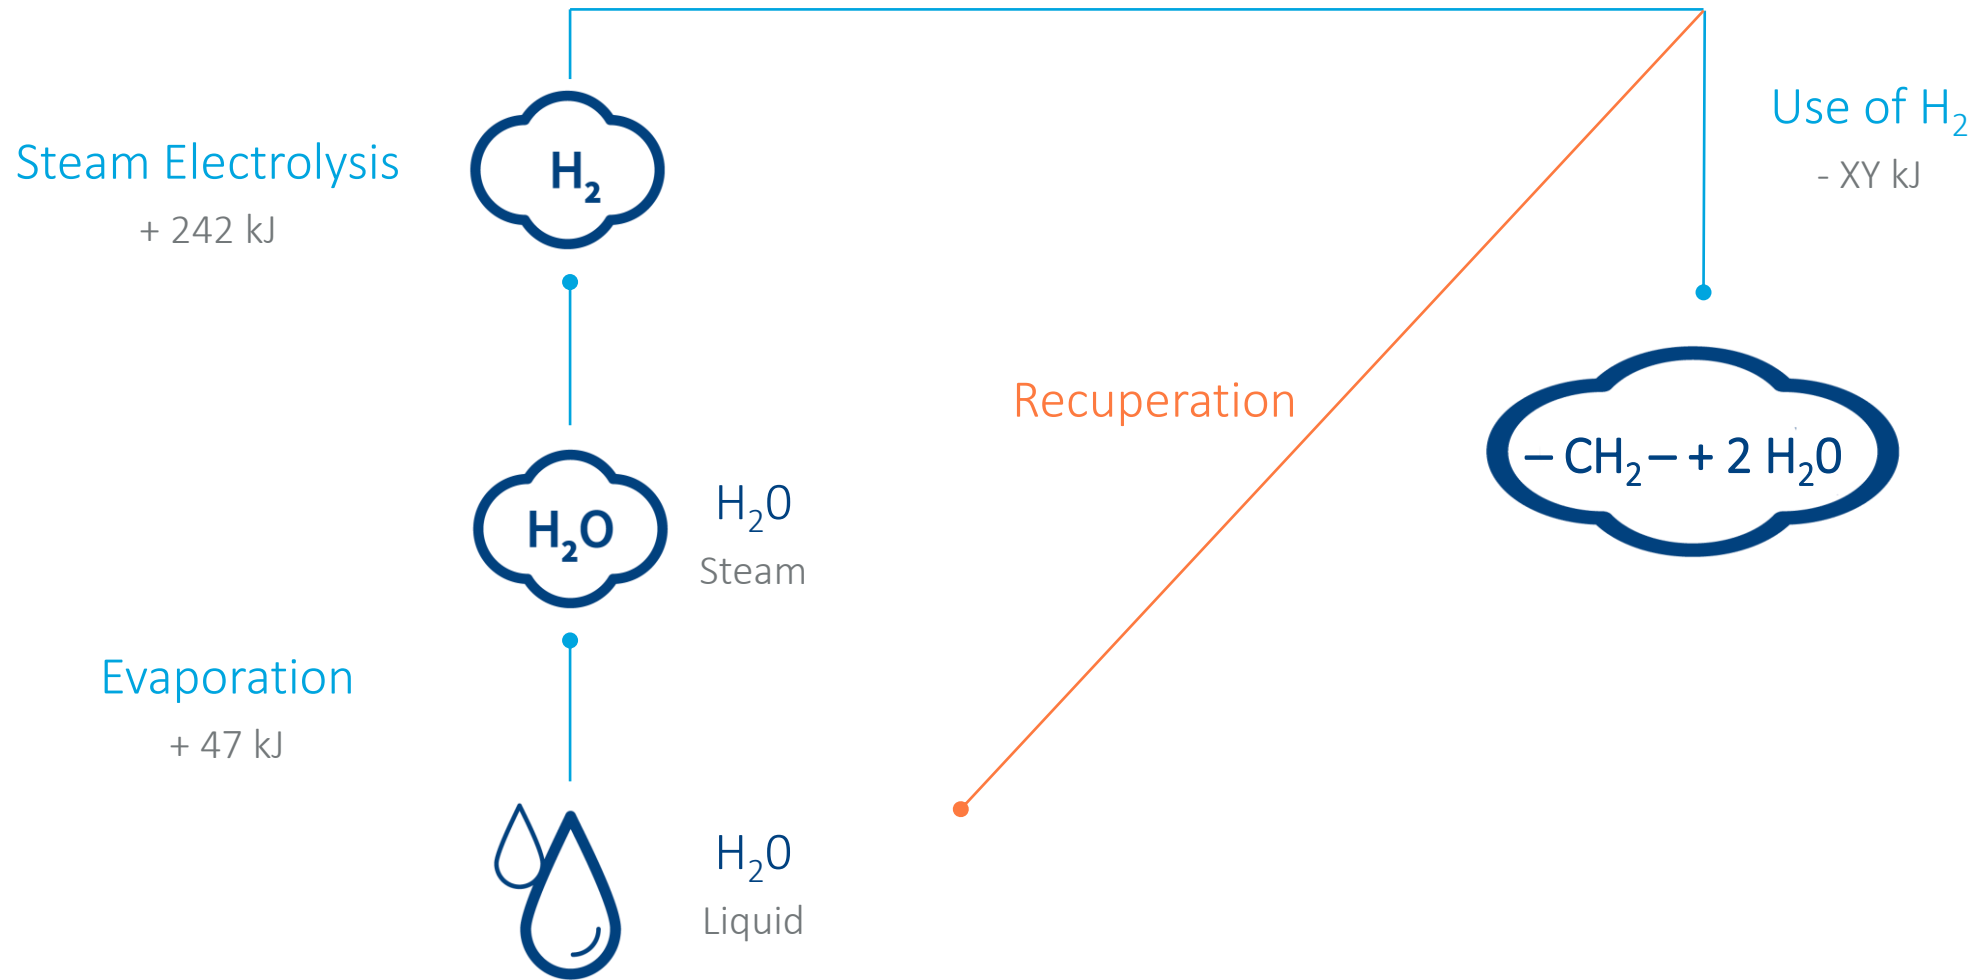 Use of H₂
- XY kJ
Steam Electrolysis
+ 242 kJ
H₂
Recuperation
– CH₂ – + 2 H₂0
H₂O
H₂0
Steam
Evaporation
+ 47 kJ
H₂0
Liquid